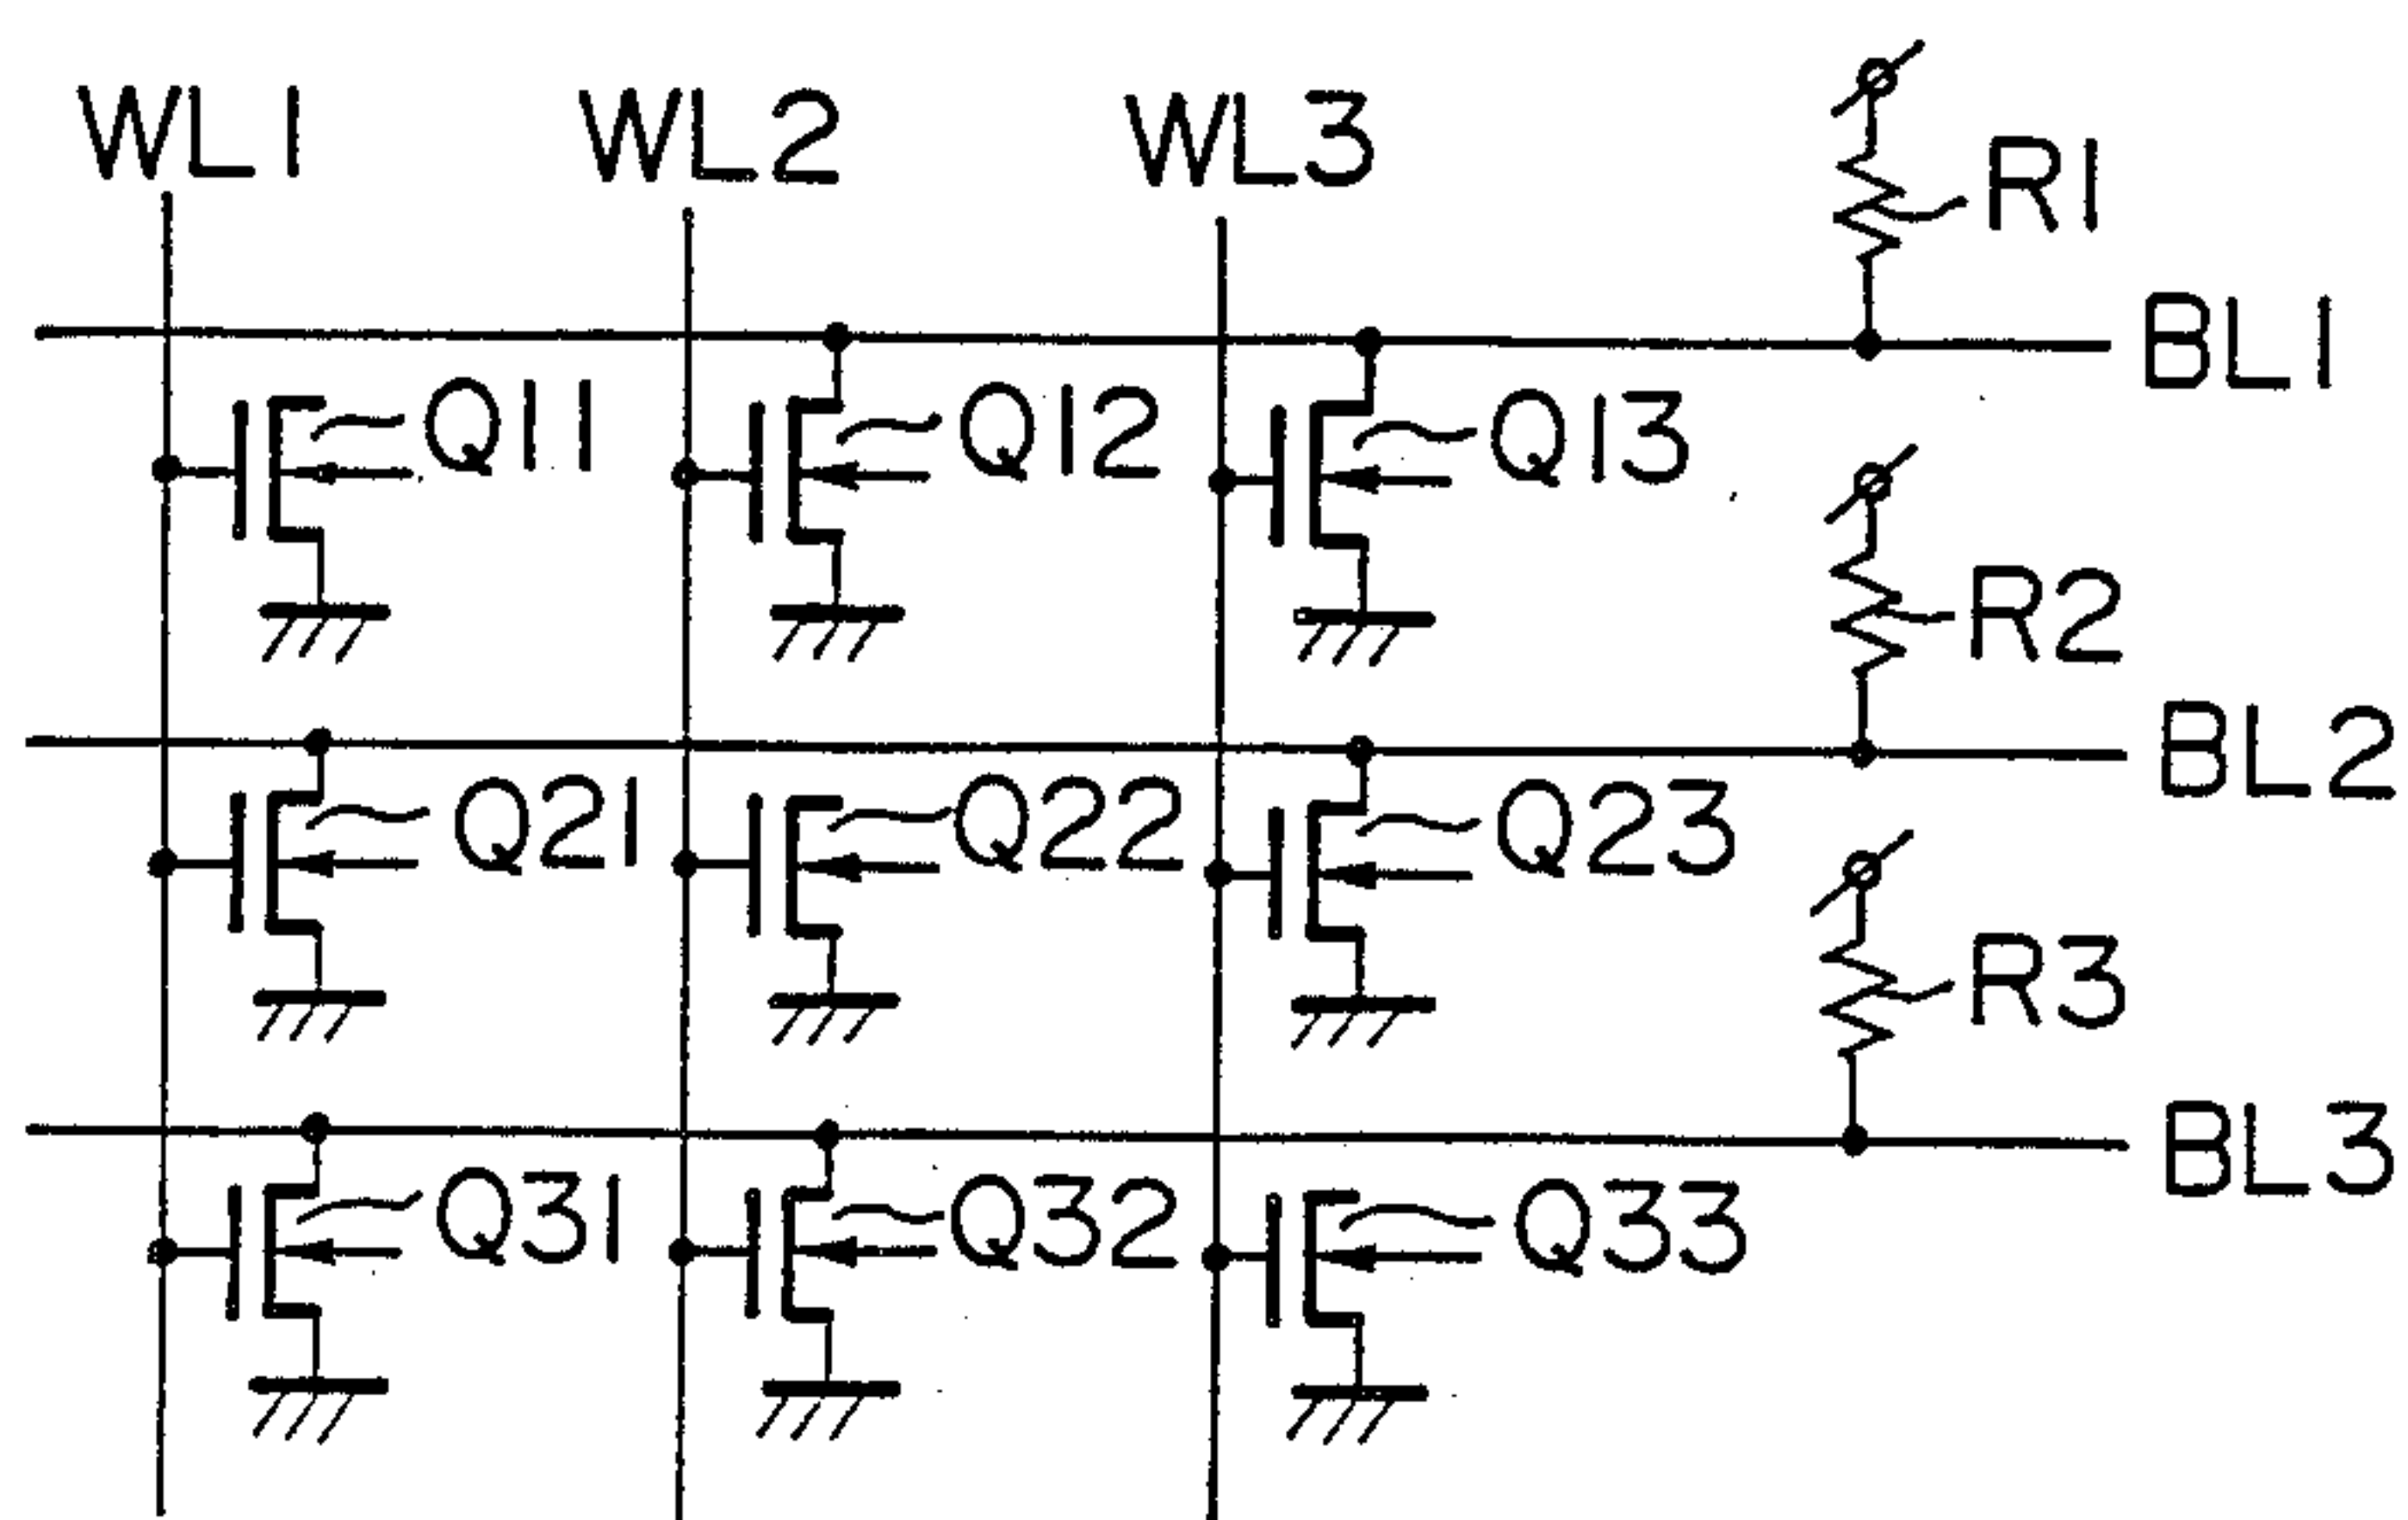 WL1 WL2 WL3 R1
BL1
Q11 Q12 Q13
R2
BL2
Q21 Q22 Q23
R3
BL3
Q31 Q32 Q33